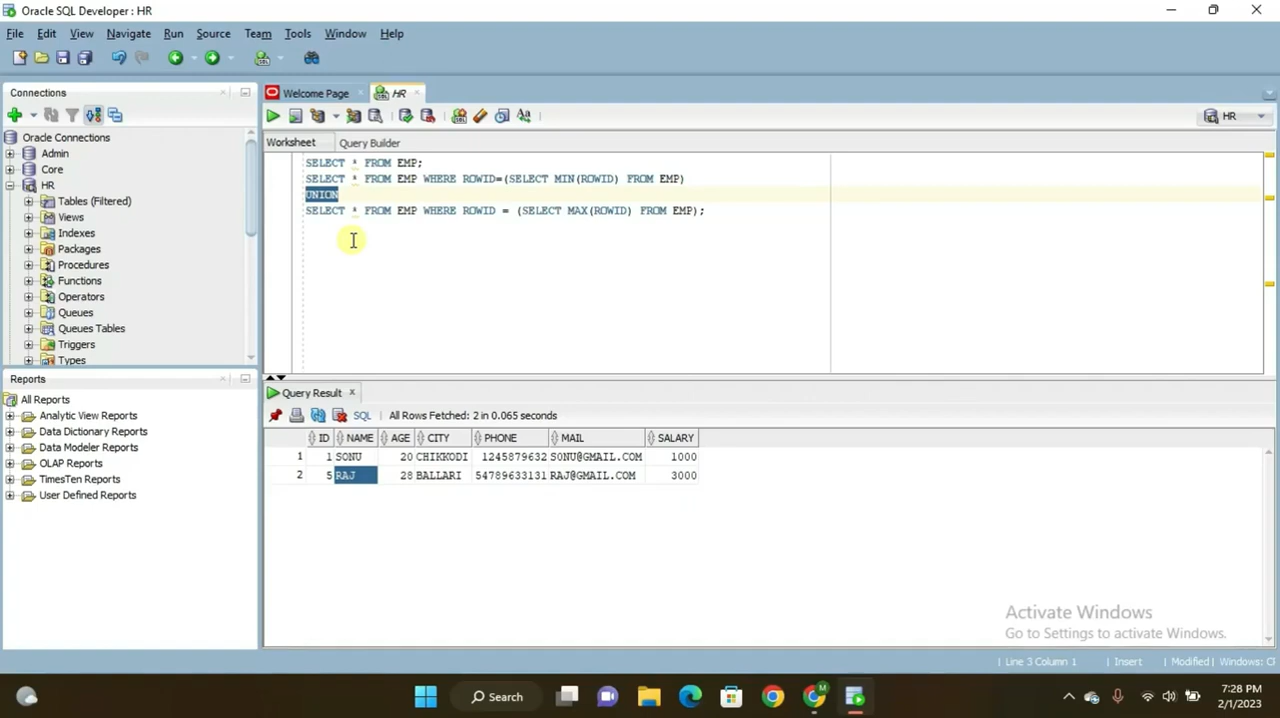 Oracle SQL Developer : HR
File Edit View Navigate Run Source Team Tools Window Help
Connections
Welcome Page
HR
HR
Worksheet Query Builder
Oracle Connections
Admin
Core
HR
Tables (Filtered)
Views
Indexes
Packages
Procedures
Functions
Operators
Queues
Queues Tables
Triggers
Types
SELECT * FROM EMP;
SELECT * FROM EMP WHERE ROWID=(SELECT MIN(ROWID) FROM EMP)
UNION
SELECT * FROM EMP WHERE ROWID = (SELECT MAX(ROWID) FROM EMP);
Reports
All Reports
Analytic View Reports
Data Dictionary Reports
Data Modeler Reports
OLAP Reports
TimesTen Reports
User Defined Reports
Query Result
SQL All Rows Fetched: 2 in 0.065 seconds
ID NAME AGE CITY PHONE MAIL SALARY
1 1 SONU 20 CHIKKODI 1245879632 SONU@GMAIL.COM 1000
2 5 RAJ 28 BALLARI 54789633131 RAJ@GMAIL.COM 3000
Activate Windows
Go to Settings to activate Windows.
Line 3 Column 1 Insert Modified Windows: Cl
Search
7:28 PM
2/1/2023